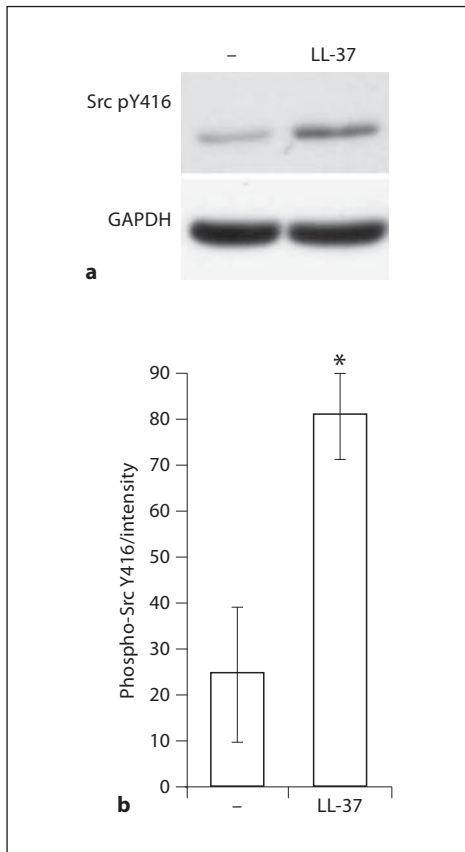 – LL-37
Src pY416
GAPDH
a
*
90
80
70
60
50
40
30
20
10
0
Phospho-Src Y416/intensity
b – LL-37